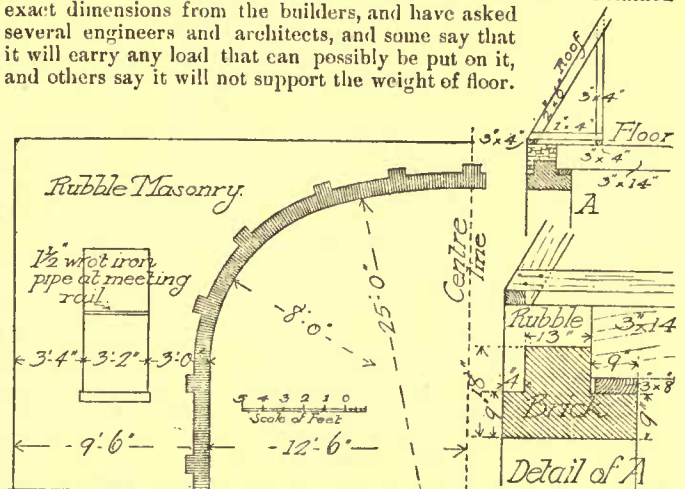 exact dimensions from the builders, and have asked
several engineers and architects, and some say that
it will carry any load that can possibly be put on it,
and others say it will not support the weight of floor.
2"x6" Roof
3"x4"
1"x4"
3"x4"
Floor
3"x4"
3"x14"
A
Rubble Masonry.
1½" wro't iron
pipe at meeting
rail.
8'.0"
25'.0"
Centre
line
3'.4" 3'.2" 3'.0"
5 4 3 2 1 0
Scale of Feet
9'.6"
12'.6"
Rubble
13"
3"x14
9"
18"
4"
3"x8"
9"
Brick
9"
Detail of A